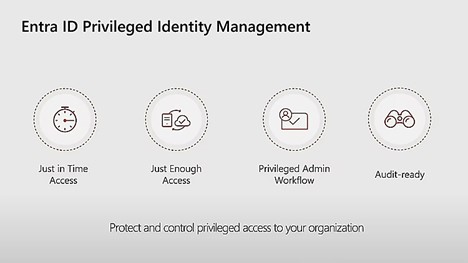 Entra ID Privileged Identity Management
Just in Time
Access
Just Enough
Access
Privileged Admin
Workflow
Audit-ready
Protect and control privileged access to your organization